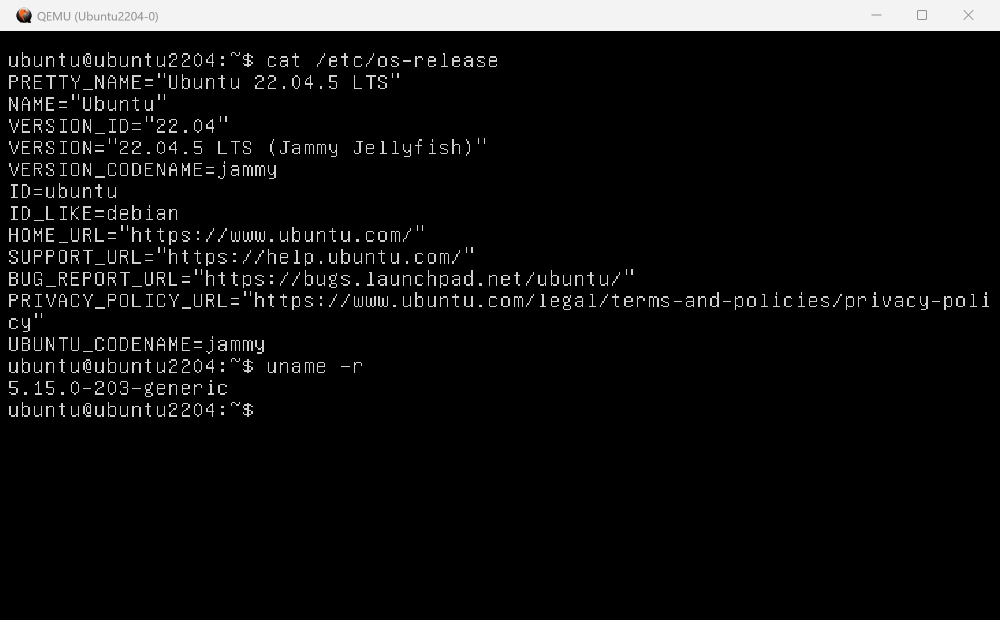 QEMU (Ubuntu2204-0)
ubuntu@ubuntu2204:~$ cat /etc/os-release
PRETTY_NAME="Ubuntu 22.04.5 LTS"
NAME="Ubuntu"
VERSION_ID="22.04"
VERSION="22.04.5 LTS (Jammy Jellyfish)"
VERSION_CODENAME=jammy
ID=ubuntu
ID_LIKE=debian
HOME_URL="https://www.ubuntu.com/"
SUPPORT_URL="https://help.ubuntu.com/"
BUG_REPORT_URL="https://bugs.launchpad.net/ubuntu/"
PRIVACY_POLICY_URL="https://www.ubuntu.com/legal/terms-and-policies/privacy-poli
cy"
UBUNTU_CODENAME=jammy
ubuntu@ubuntu2204:~$ uname -r
5.15.0-203-generic
ubuntu@ubuntu2204:~$